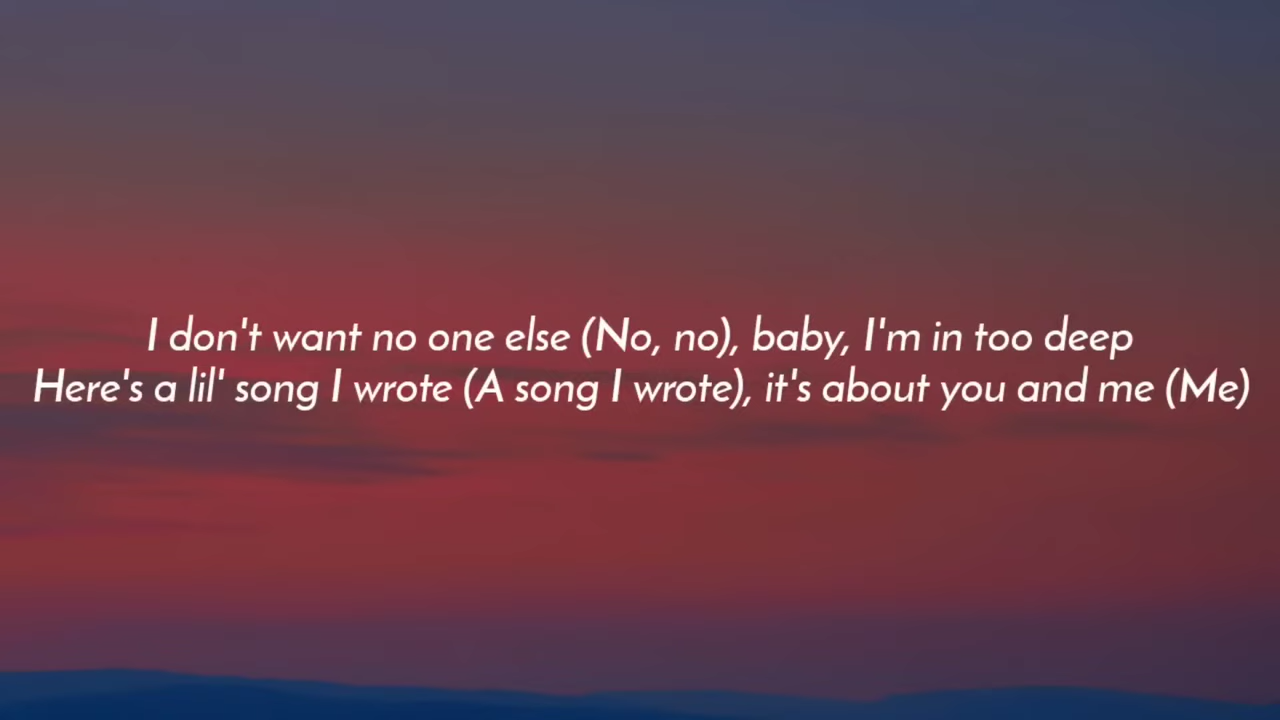 I don't want no one else (No, no), baby, I'm in too deep
Here's a lil' song I wrote (A song I wrote), it's about you and me (Me)